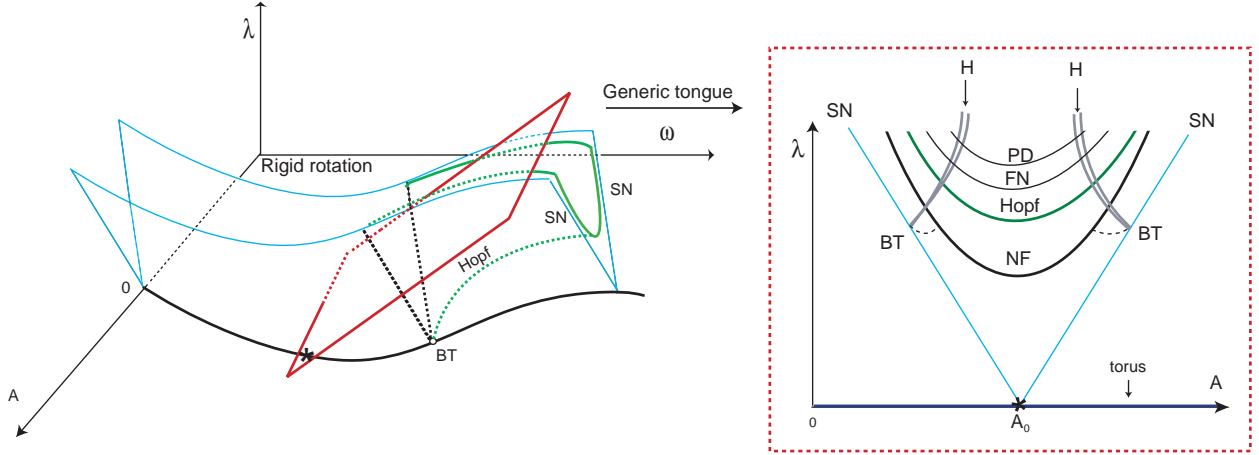 λ
Generic tongue
ω
Rigid rotation
SN
SN
Hopf
0
BT
A
H H
SN SN
λ
PD
FN
Hopf
BT BT
NF
torus
A
*
0 A₀
*